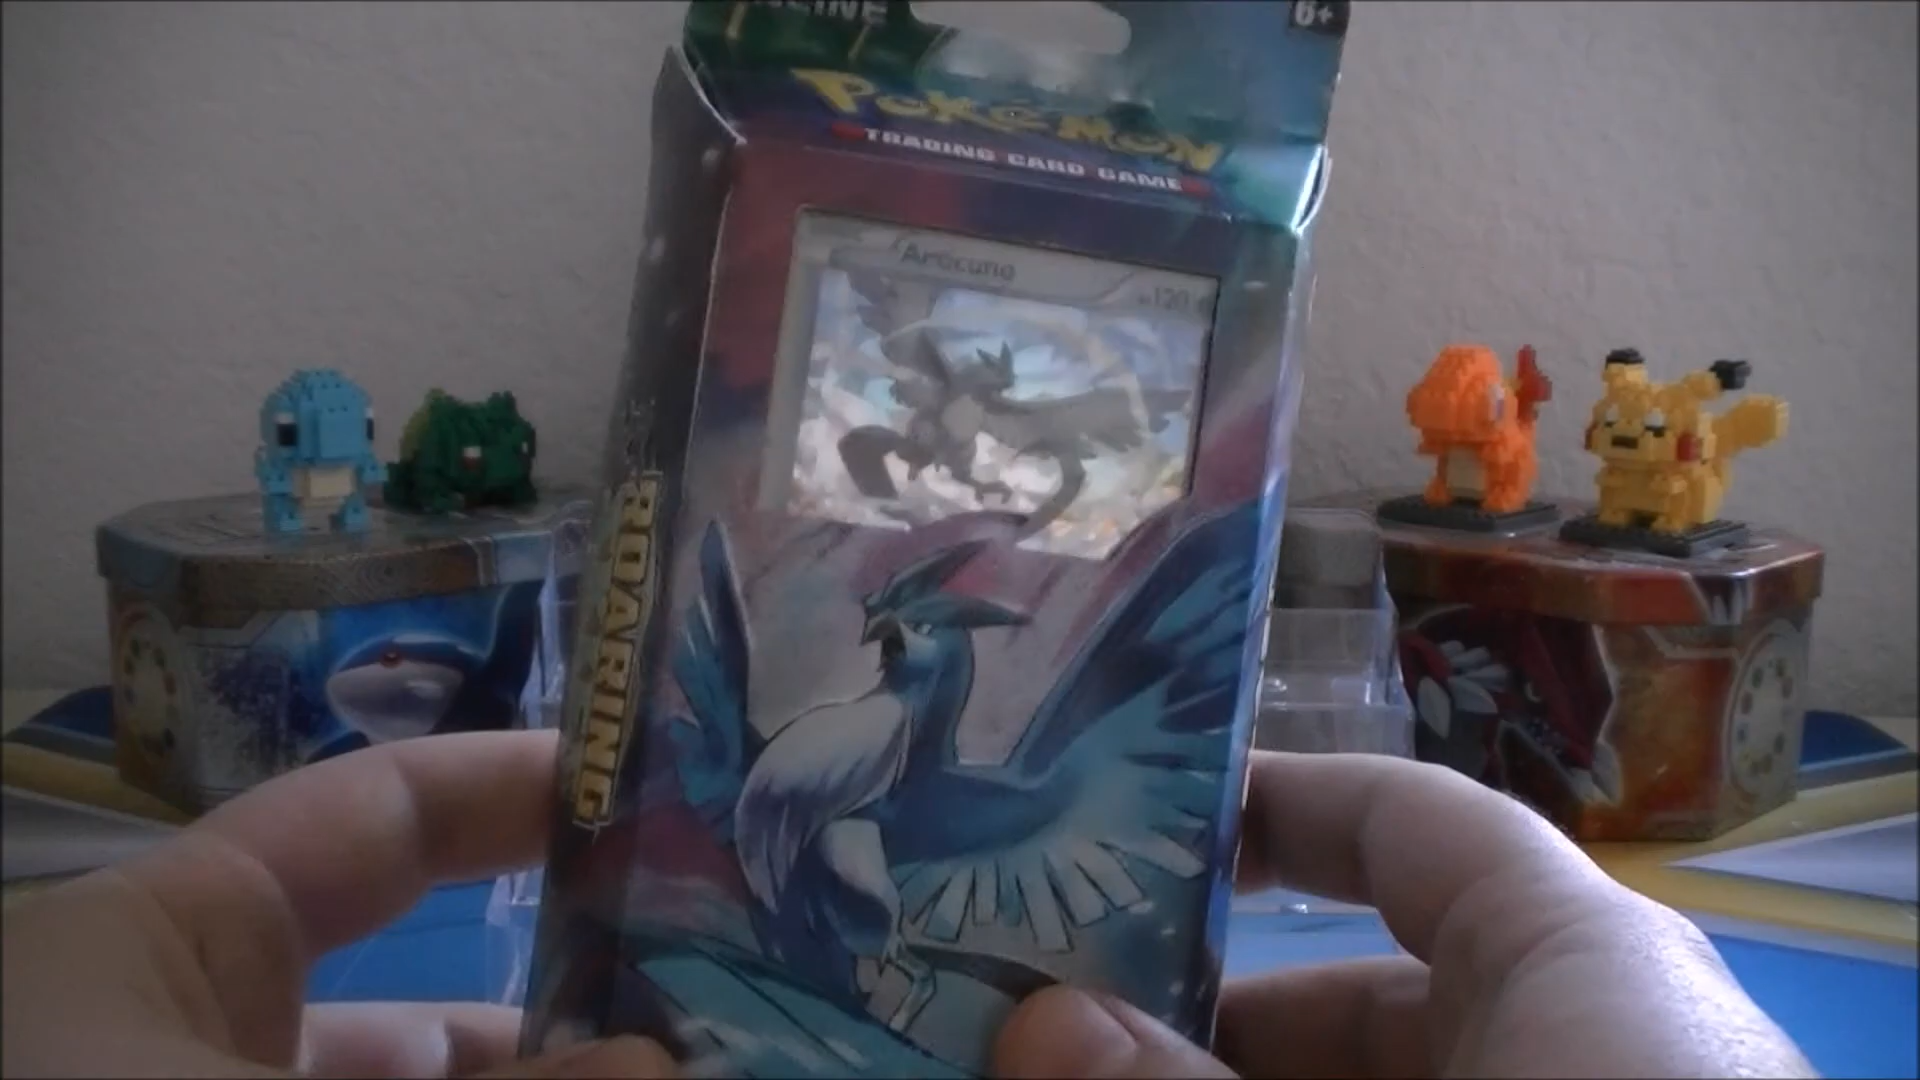 6+
Pokémon
TRADING CARD GAME
Articuno
120
ROARING